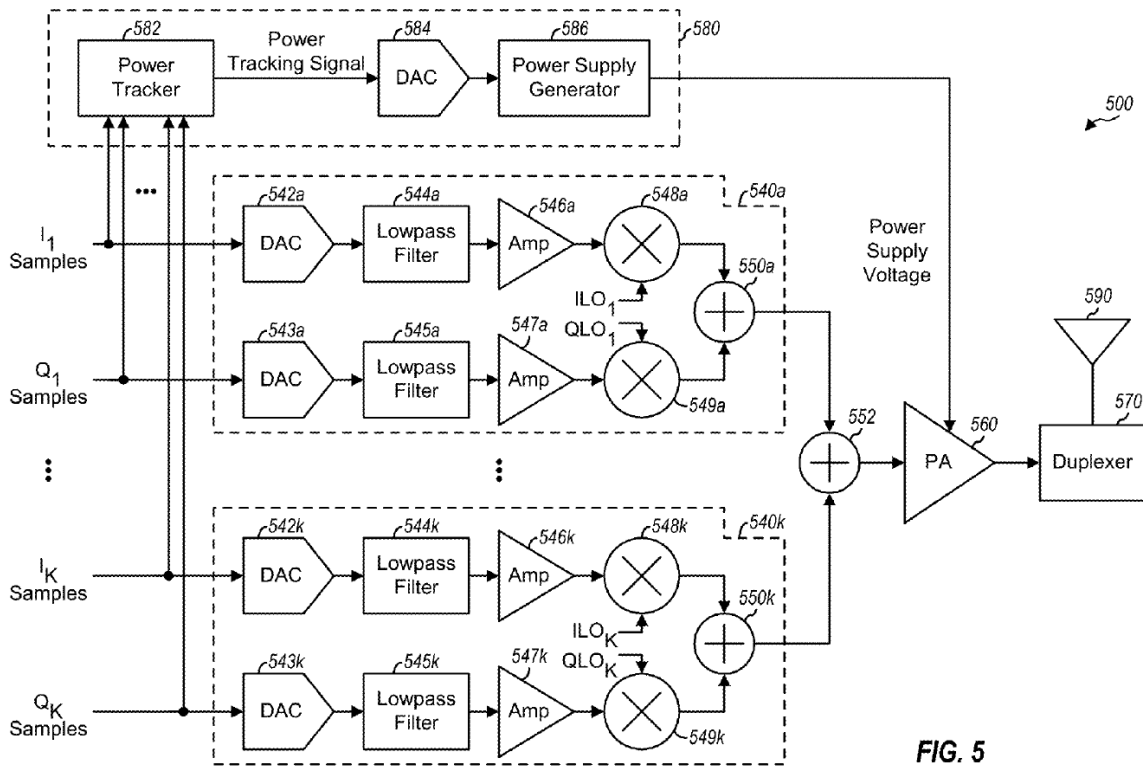 582
Power
Tracker
Power
Tracking Signal
584
DAC
586
Power Supply
Generator
580
500
...
I1
Samples
542a
DAC
544a
Lowpass
Filter
546a
Amp
548a
540a
ILO1
550a
Power
Supply
Voltage
Q1
Samples
543a
DAC
545a
Lowpass
Filter
547a
Amp
QLO1
549a
590
552
560
PA
570
Duplexer
...
...
IK
Samples
542k
DAC
544k
Lowpass
Filter
546k
Amp
548k
540k
ILOK
550k
QK
Samples
543k
DAC
545k
Lowpass
Filter
547k
Amp
QLOK
549k
FIG. 5